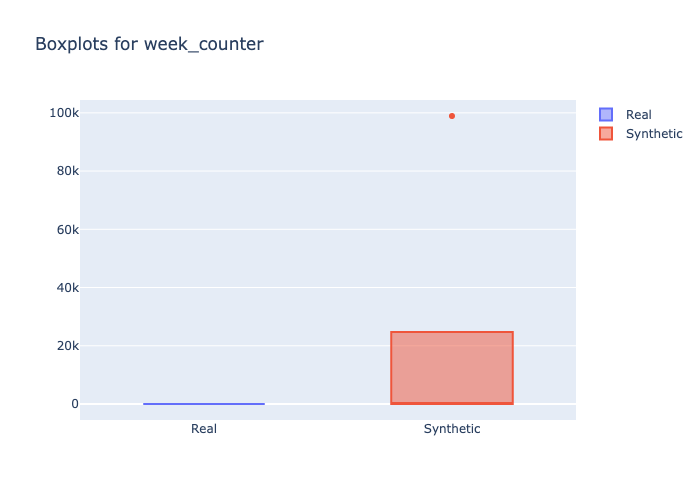 Boxplots for week_counter
100k
80k
60k
40k
20k
0
Real
Synthetic
Real
Synthetic